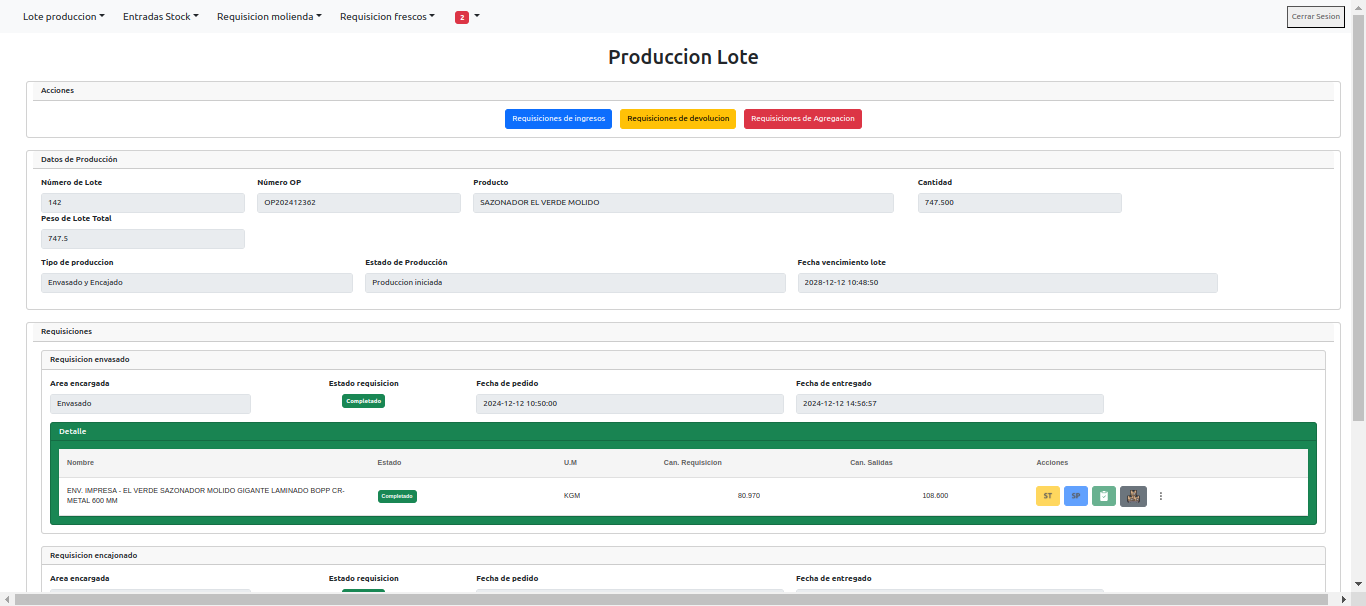 Lote produccion Entradas Stock Requisicion molienda Requisicion frescos 2 Cerrar Sesion
Produccion Lote
Acciones
Requisiciones de ingresos Requisiciones de devolucion Requisiciones de Agregacion
Datos de Producción
Número de Lote Número OP Producto Cantidad
142 OP202412362 SAZONADOR EL VERDE MOLIDO 747.500
Peso de Lote Total
747.5
Tipo de produccion Estado de Producción Fecha vencimiento lote
Envasado y Encajado Produccion iniciada 2028-12-12 10:48:50
Requisiciones
Requisicion envasado
Area encargada Estado requisicion Fecha de pedido Fecha de entregado
Envasado Completado 2024-12-12 10:50:00 2024-12-12 14:56:57
Detalle
Nombre Estado U.M Can. Requisicion Can. Salidas Acciones
ENV. IMPRESA - EL VERDE SAZONADOR MOLIDO GIGANTE LAMINADO BOPP CR-
METAL 600 MM Completado KGM 80.970 108.600 ST SP
Requisicion encajonado
Area encargada Estado requisicion Fecha de pedido Fecha de entregado